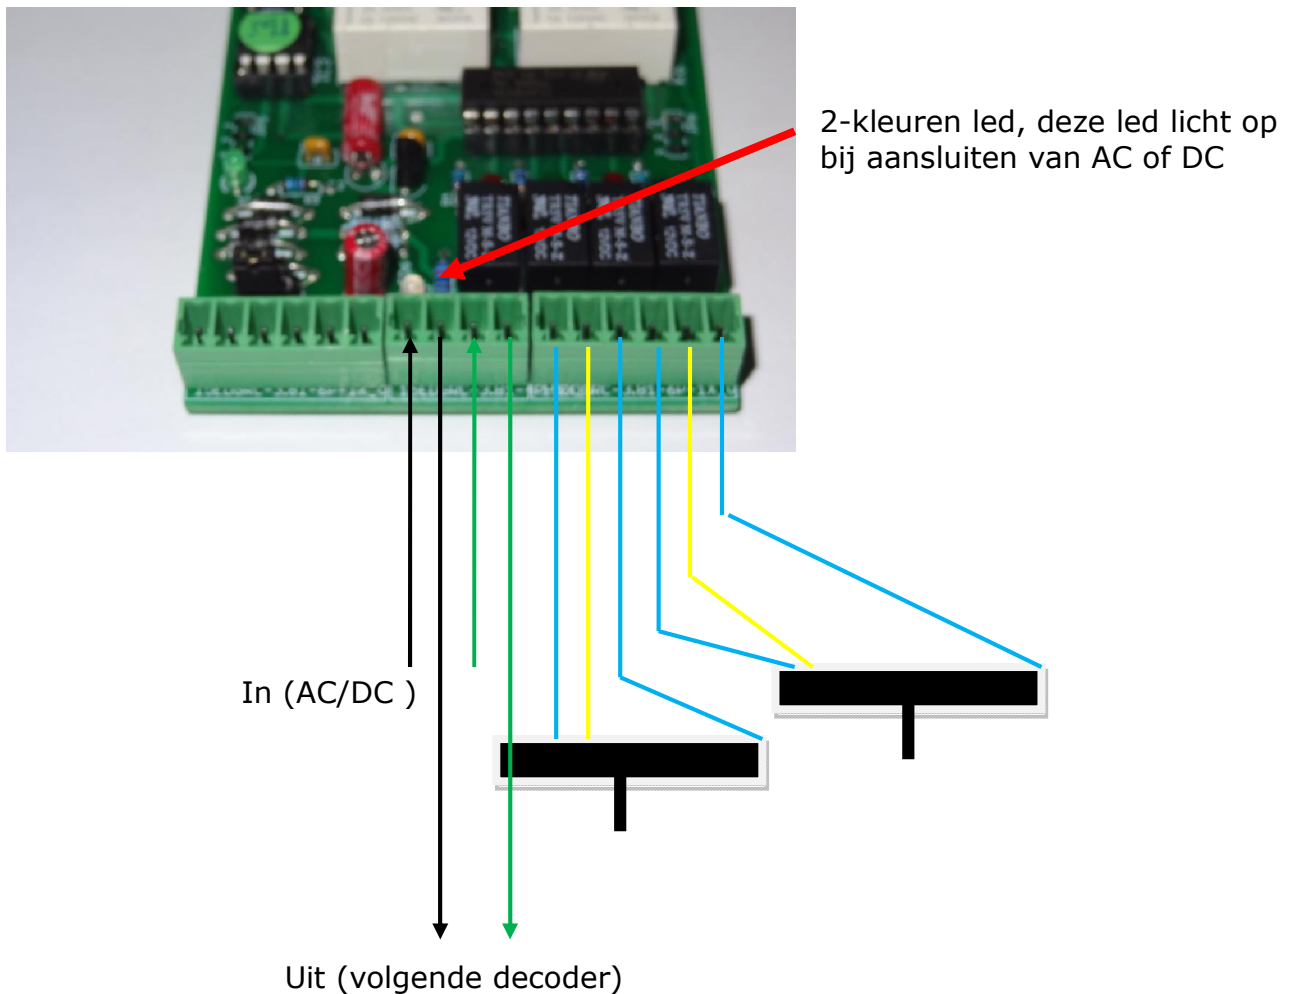 2-kleuren led, deze led licht op
bij aansluiten van AC of DC
In (AC/DC )
Uit (volgende decoder)